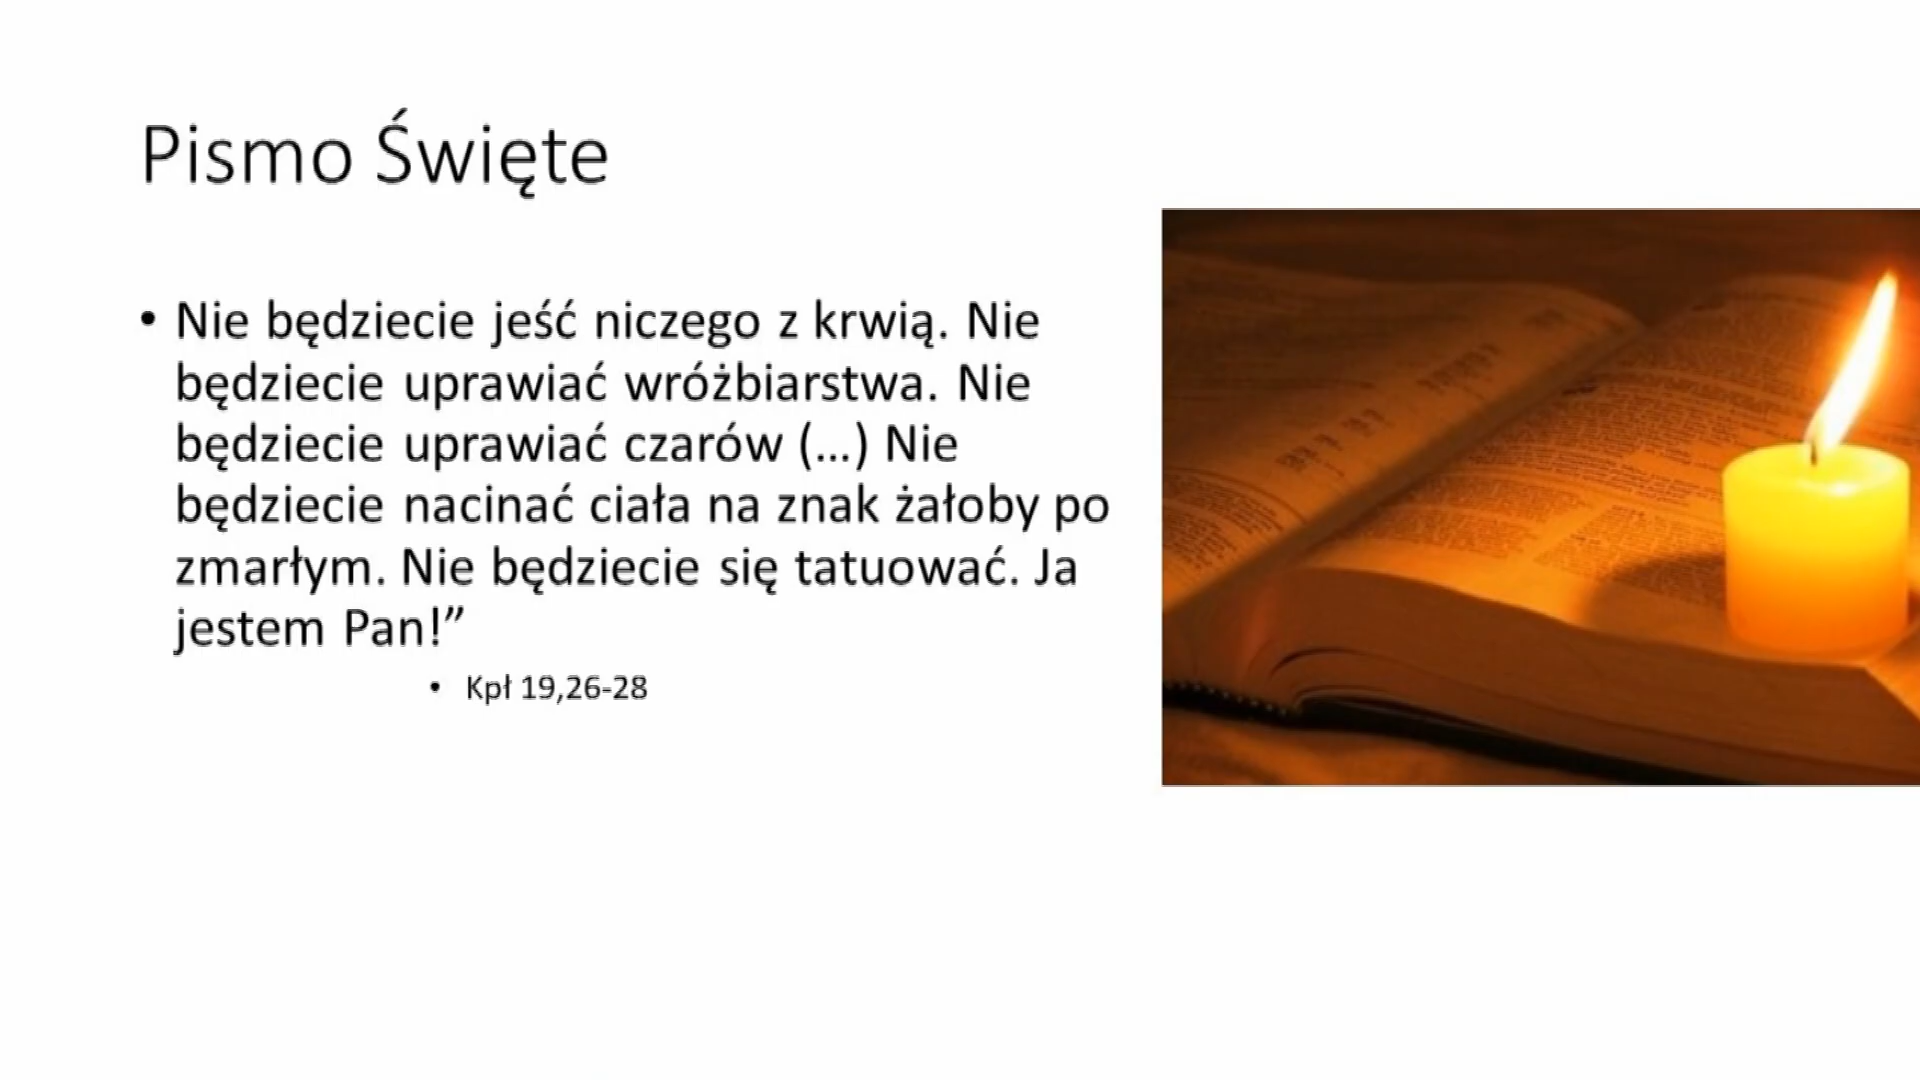 Pismo Święte
• Nie będziecie jeść niczego z krwią. Nie
będziecie uprawiać wróżbiarstwa. Nie
będziecie uprawiać czarów (...) Nie
będziecie nacinać ciała na znak żałoby po
zmarłym. Nie będziecie się tatuować. Ja
jestem Pan!”
• Kpł 19,26-28